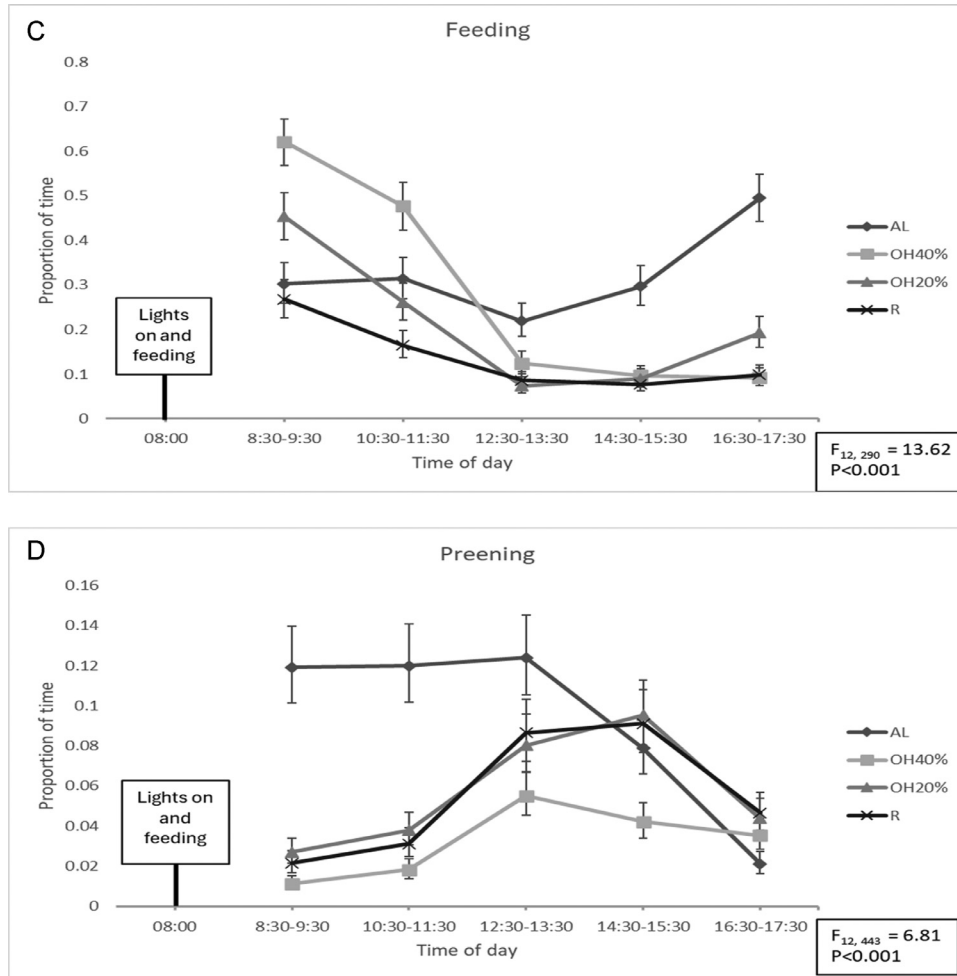 C
Feeding
0.8
0.7
0.6
0.5
0.4
0.3
0.2
0.1
0
Proportion of time
Lights
on and
feeding
08:00
8:30-9:30
10:30-11:30
12:30-13:30
14:30-15:30
16:30-17:30
Time of day
AL
OH40%
OH20%
R
F12, 290 = 13.62
P<0.001
D
Preening
0.16
0.14
0.12
0.1
0.08
0.06
0.04
0.02
0
Proportion of time
Lights on
and
feeding
08:00
8:30-9:30
10:30-11:30
12:30-13:30
14:30-15:30
16:30-17:30
Time of day
AL
OH40%
OH20%
R
F12, 443 = 6.81
P<0.001